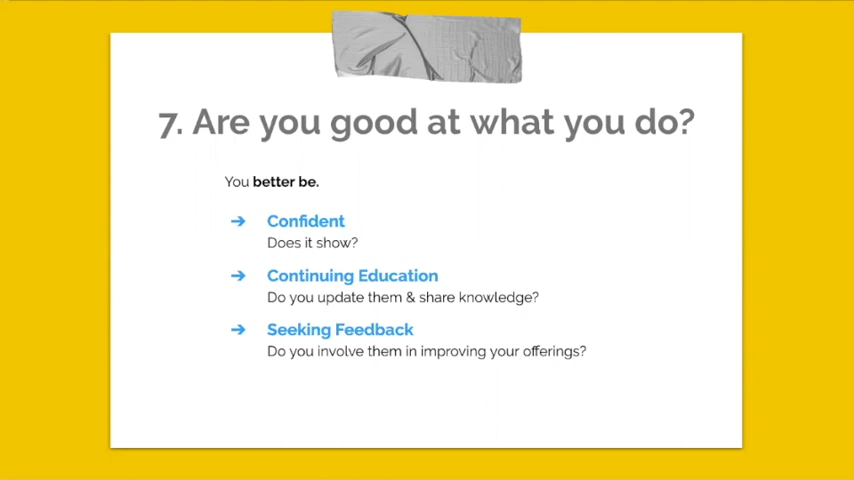 7. Are you good at what you do?
You better be.
➔ Confident
Does it show?
➔ Continuing Education
Do you update them & share knowledge?
➔ Seeking Feedback
Do you involve them in improving your offerings?